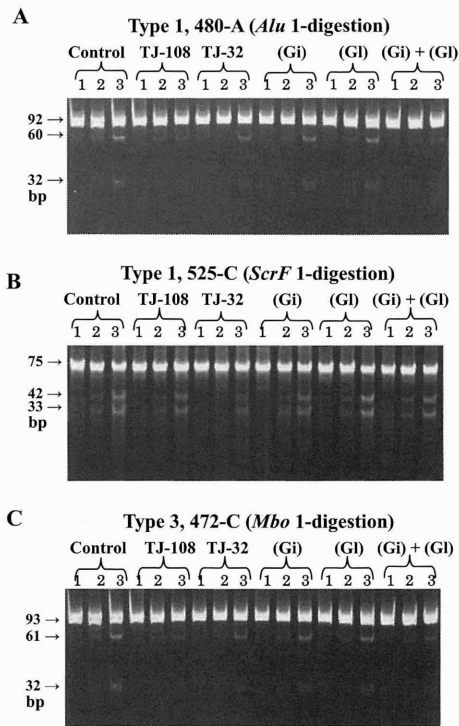 A
Type 1, 480-A (Alu 1-digestion)
Control TJ-108 TJ-32 (Gi) (Gl) (Gi) + (Gl)
1 2 3 1 2 3 1 2 3 1 2 3 1 2 3 1 2 3
92 →
60 →
32 →
bp
B
Type 1, 525-C (ScrF 1-digestion)
Control TJ-108 TJ-32 (Gi) (Gl) (Gi) + (Gl)
1 2 3 1 2 3 1 2 3 1 2 3 1 2 3 1 2 3
75 →
42 →
33 →
bp
C
Type 3, 472-C (Mbo 1-digestion)
Control TJ-108 TJ-32 (Gi) (Gl) (Gi) + (Gl)
1 2 3 1 2 3 1 2 3 1 2 3 1 2 3 1 2 3
93 →
61 →
32 →
bp